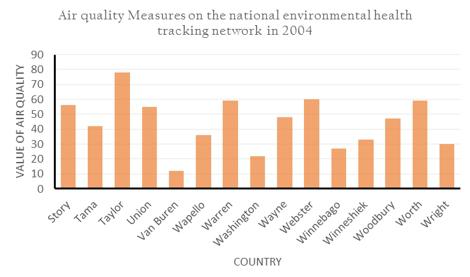 Air quality Measures on the national environmental health
tracking network in 2004
VALUE OF AIR QUALITY
90
80
70
60
50
40
30
20
10
0
Story
Tama
Taylor
Union
Van Buren
Wapello
Warren
Washington
Wayne
Webster
Winnebago
Winneshiek
Woodbury
Worth
Wright
COUNTRY